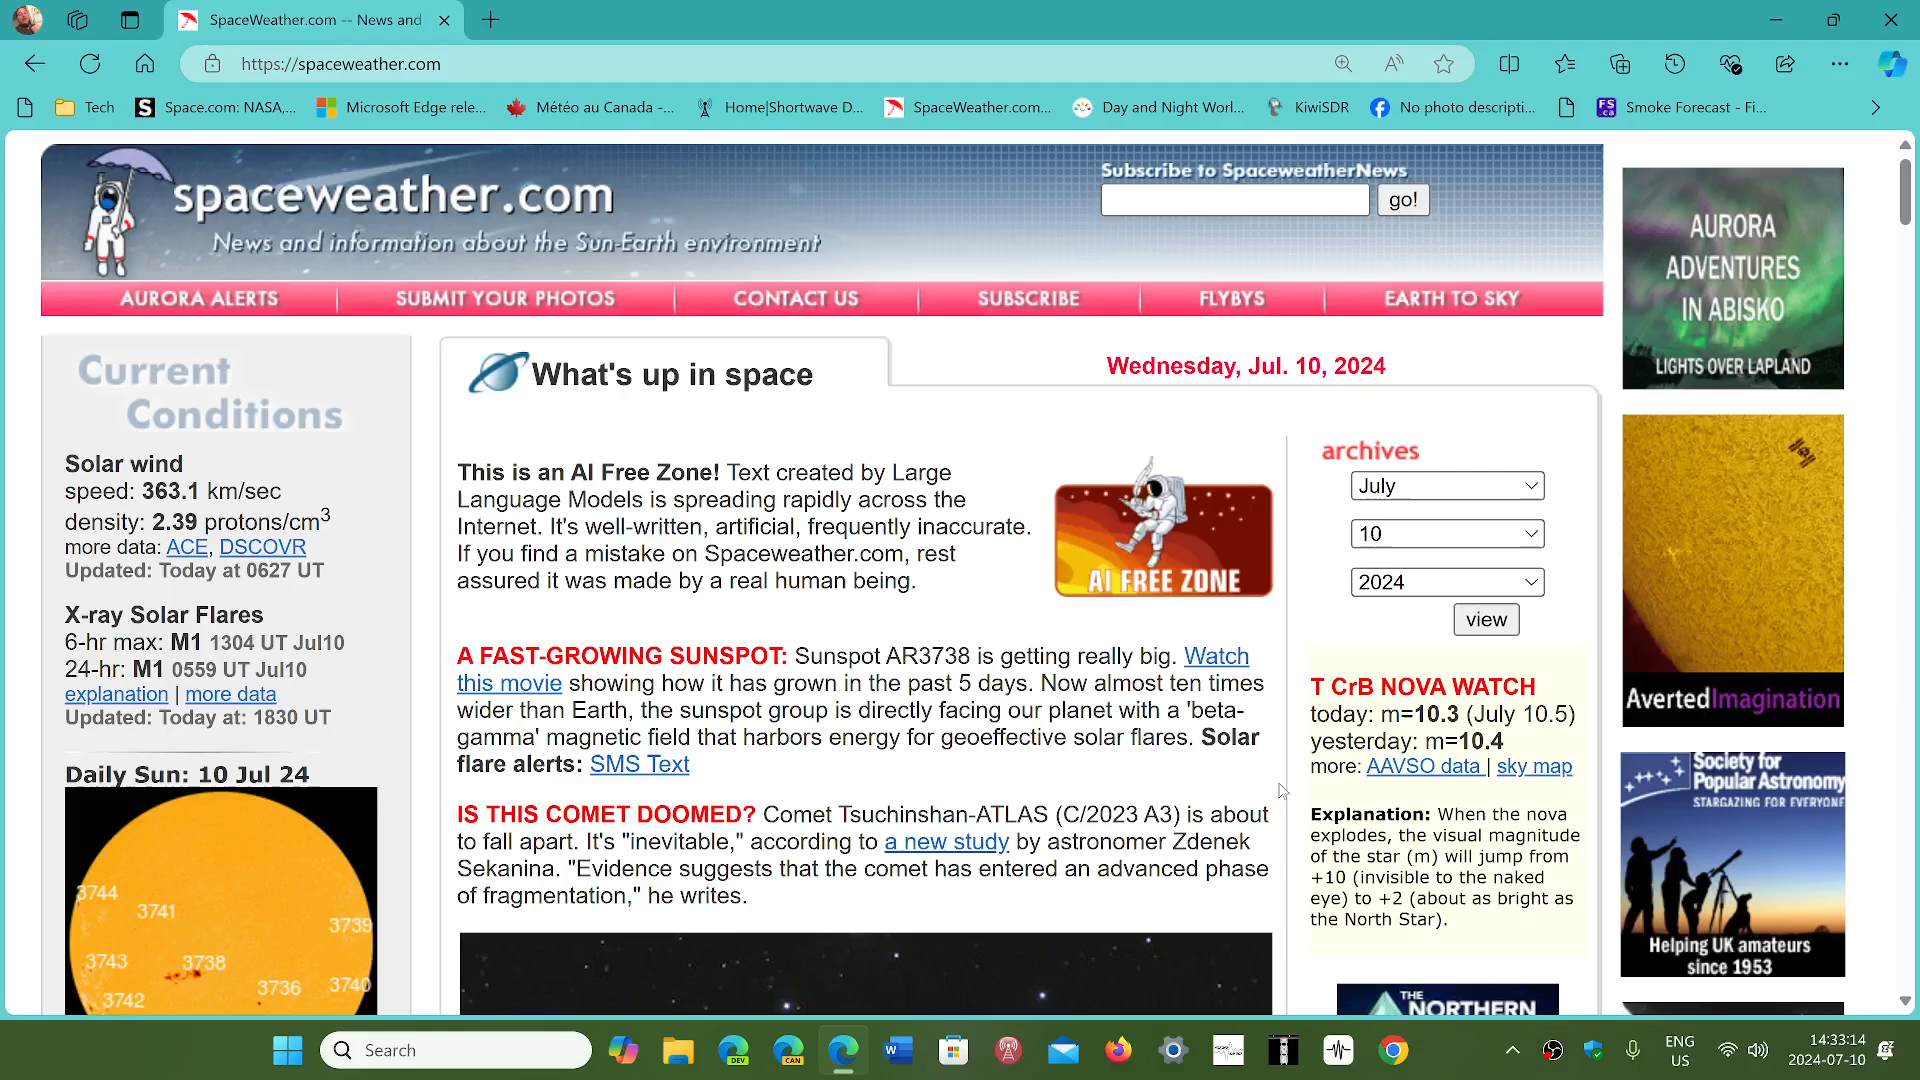 SpaceWeather.com -- News and
https://spaceweather.com
Tech
Space.com: NASA,...
Microsoft Edge rele...
Météo au Canada -...
Home|Shortwave D...
SpaceWeather.com...
Day and Night Worl...
KiwiSDR
No photo descripti...
FS.ca
Smoke Forecast - Fi...
spaceweather.com
News and information about the Sun-Earth environment
Subscribe to SpaceweatherNews
go!
AURORA ALERTS
SUBMIT YOUR PHOTOS
CONTACT US
SUBSCRIBE
FLYBYS
EARTH TO SKY
Current
Conditions
Solar wind
speed: 363.1 km/sec
density: 2.39 protons/cm3
more data: ACE, DSCOVR
Updated: Today at 0627 UT
X-ray Solar Flares
6-hr max: M1 1304 UT Jul10
24-hr: M1 0559 UT Jul10
explanation | more data
Updated: Today at: 1830 UT
Daily Sun: 10 Jul 24
3744
3741
3739
3743
3738
3736
3740
3742
What's up in space
Wednesday, Jul. 10, 2024
This is an AI Free Zone! Text created by Large
Language Models is spreading rapidly across the
Internet. It's well-written, artificial, frequently inaccurate.
If you find a mistake on Spaceweather.com, rest
assured it was made by a real human being.
AI FREE ZONE
A FAST-GROWING SUNSPOT: Sunspot AR3738 is getting really big. Watch
this movie showing how it has grown in the past 5 days. Now almost ten times
wider than Earth, the sunspot group is directly facing our planet with a 'beta-
gamma' magnetic field that harbors energy for geoeffective solar flares. Solar
flare alerts: SMS Text
IS THIS COMET DOOMED? Comet Tsuchinshan-ATLAS (C/2023 A3) is about
to fall apart. It's "inevitable," according to a new study by astronomer Zdenek
Sekanina. "Evidence suggests that the comet has entered an advanced phase
of fragmentation," he writes.
archives
July
10
2024
view
T CrB NOVA WATCH
today: m=10.3 (July 10.5)
yesterday: m=10.4
more: AAVSO data | sky map
Explanation: When the nova
explodes, the visual magnitude
of the star (m) will jump from
+10 (invisible to the naked
eye) to +2 (about as bright as
the North Star).
THE
NORTHERN
AURORA
ADVENTURES
IN ABISKO
LIGHTS OVER LAPLAND
AvertedImagination
Society for
Popular Astronomy
STARGAZING FOR EVERYONE
Helping UK amateurs
since 1953
Search
DEV
CAN
ENG
US
14:33:14
2024-07-10